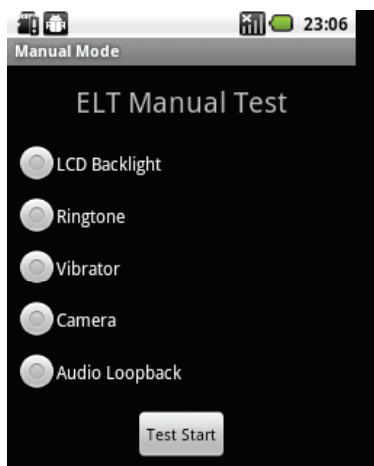 23:06
Manual Mode
ELT Manual Test
LCD Backlight
Ringtone
Vibrator
Camera
Audio Loopback
Test Start